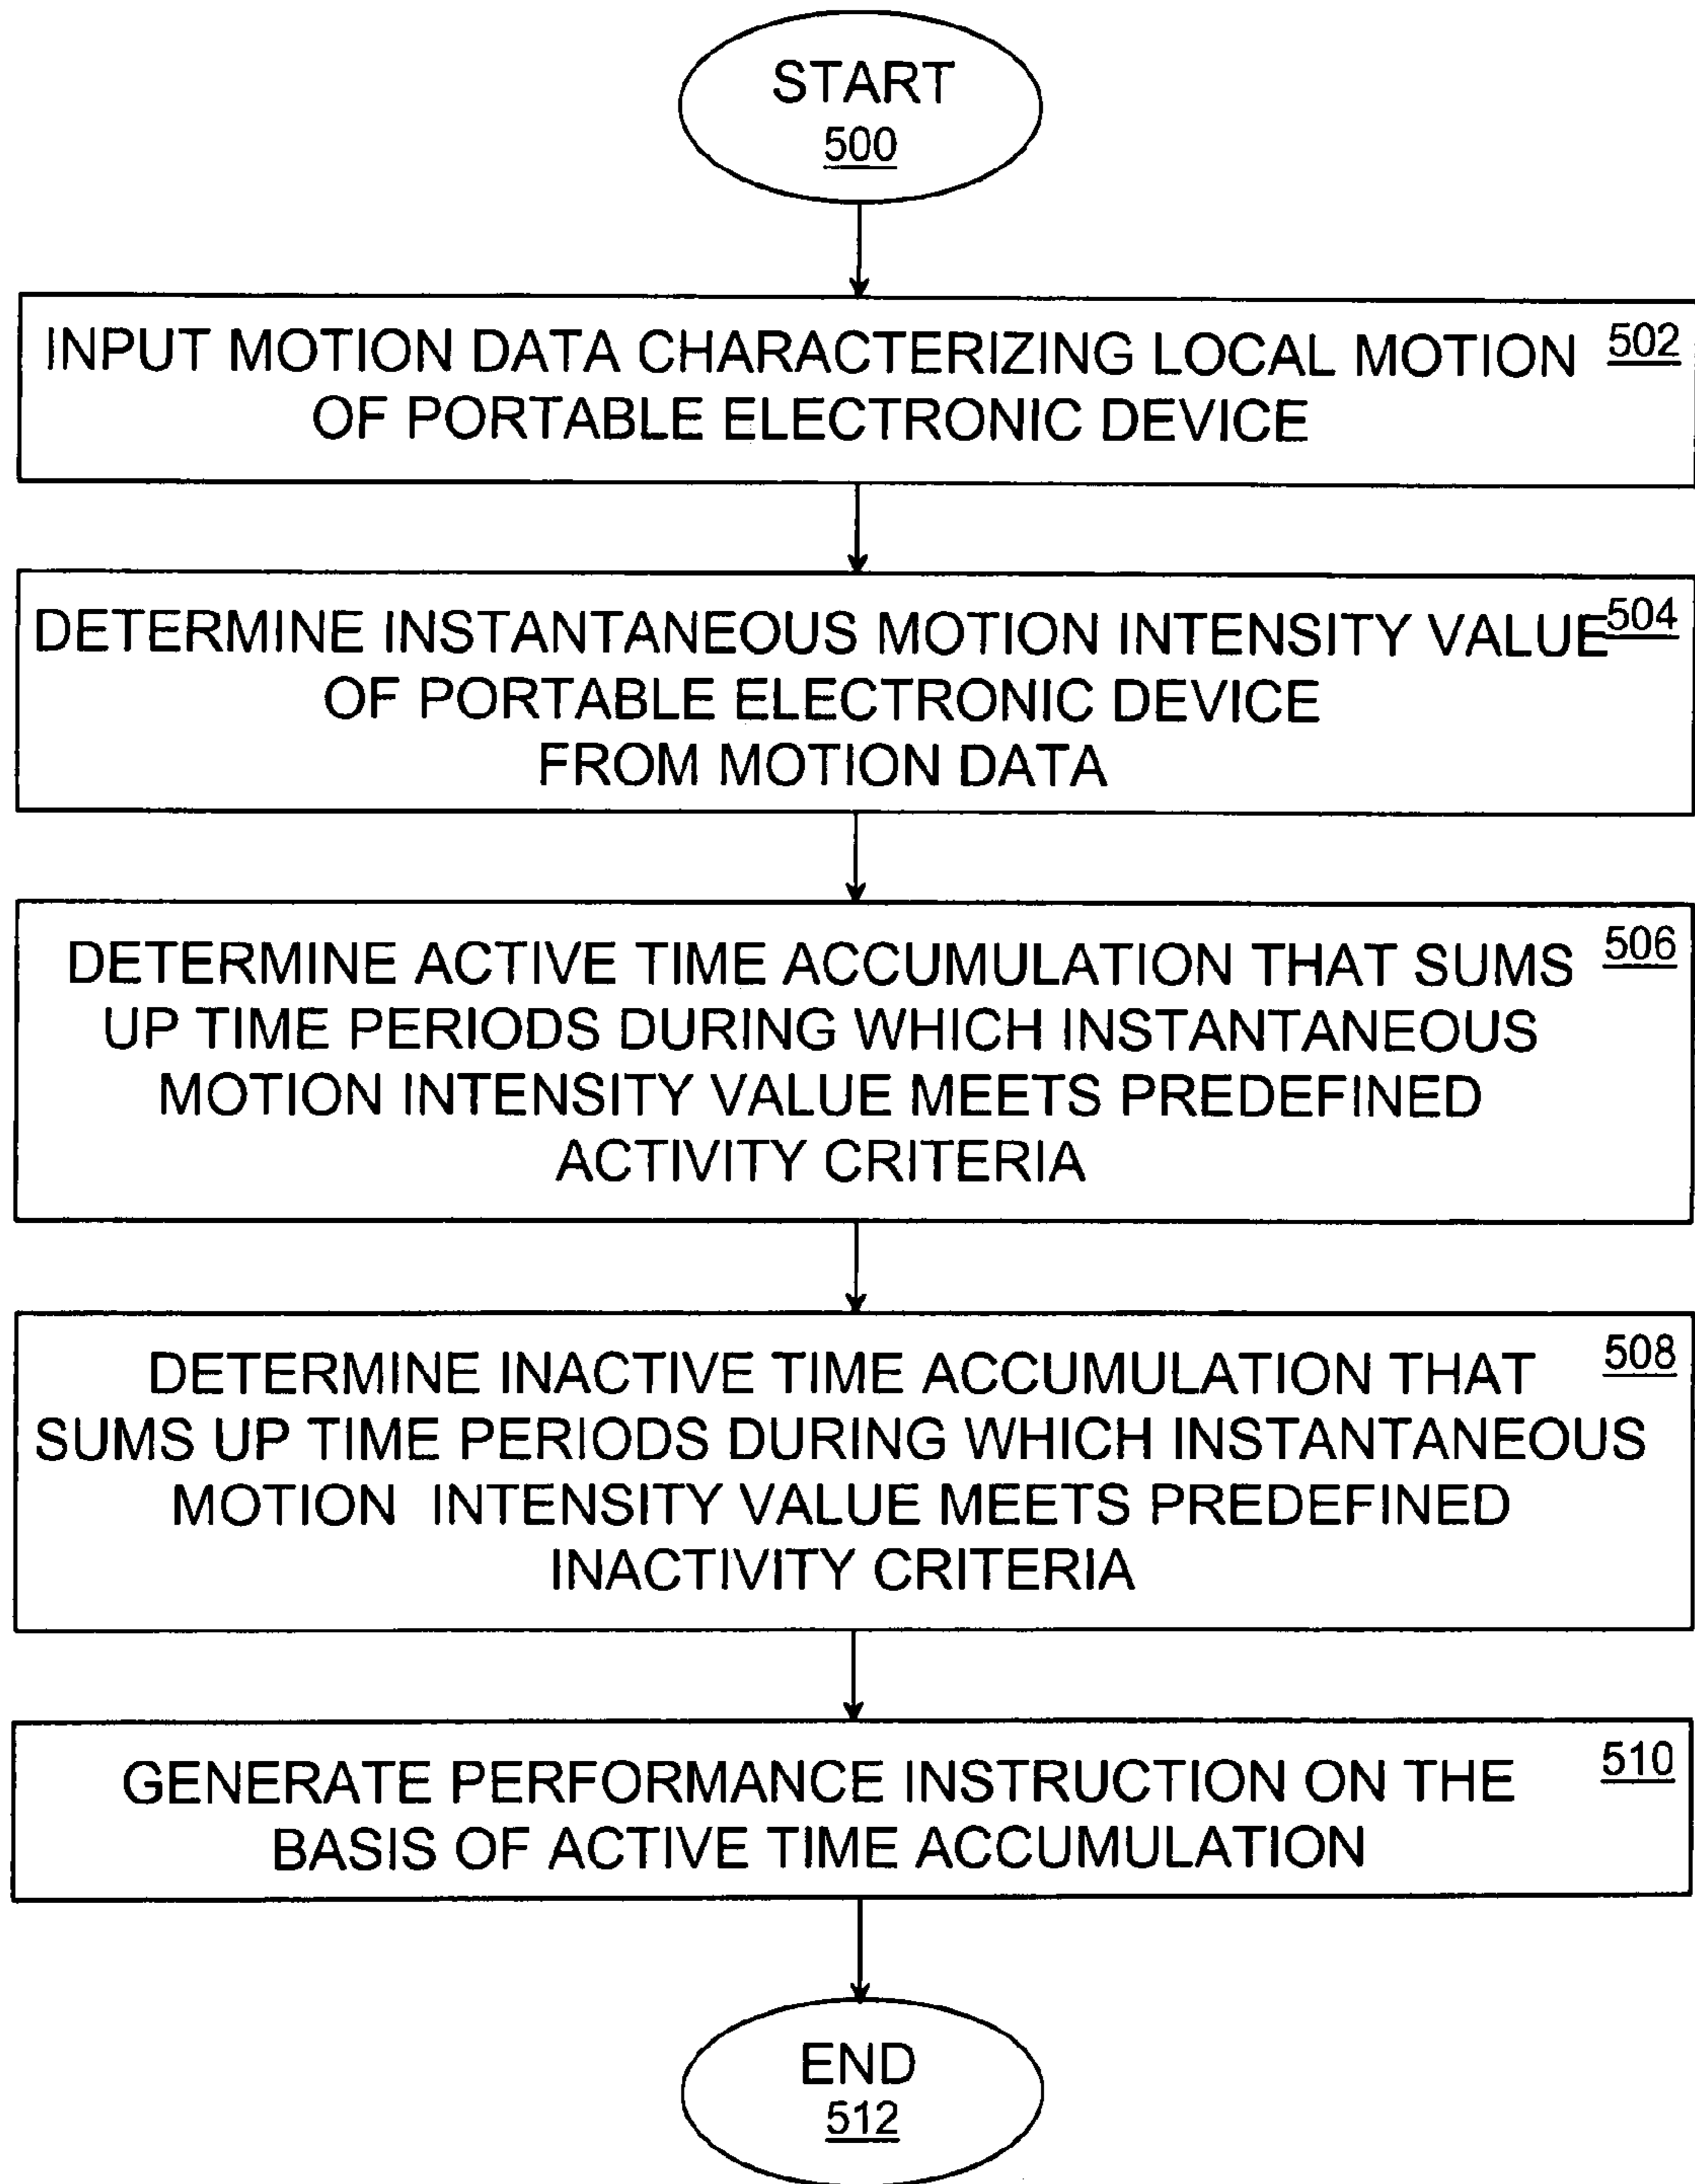 START
500
INPUT MOTION DATA CHARACTERIZING LOCAL MOTION 502
OF PORTABLE ELECTRONIC DEVICE
DETERMINE INSTANTANEOUS MOTION INTENSITY VALUE 504
OF PORTABLE ELECTRONIC DEVICE
FROM MOTION DATA
DETERMINE ACTIVE TIME ACCUMULATION THAT SUMS 506
UP TIME PERIODS DURING WHICH INSTANTANEOUS
MOTION INTENSITY VALUE MEETS PREDEFINED
ACTIVITY CRITERIA
DETERMINE INACTIVE TIME ACCUMULATION THAT 508
SUMS UP TIME PERIODS DURING WHICH INSTANTANEOUS
MOTION INTENSITY VALUE MEETS PREDEFINED
INACTIVITY CRITERIA
GENERATE PERFORMANCE INSTRUCTION ON THE 510
BASIS OF ACTIVE TIME ACCUMULATION
END
512